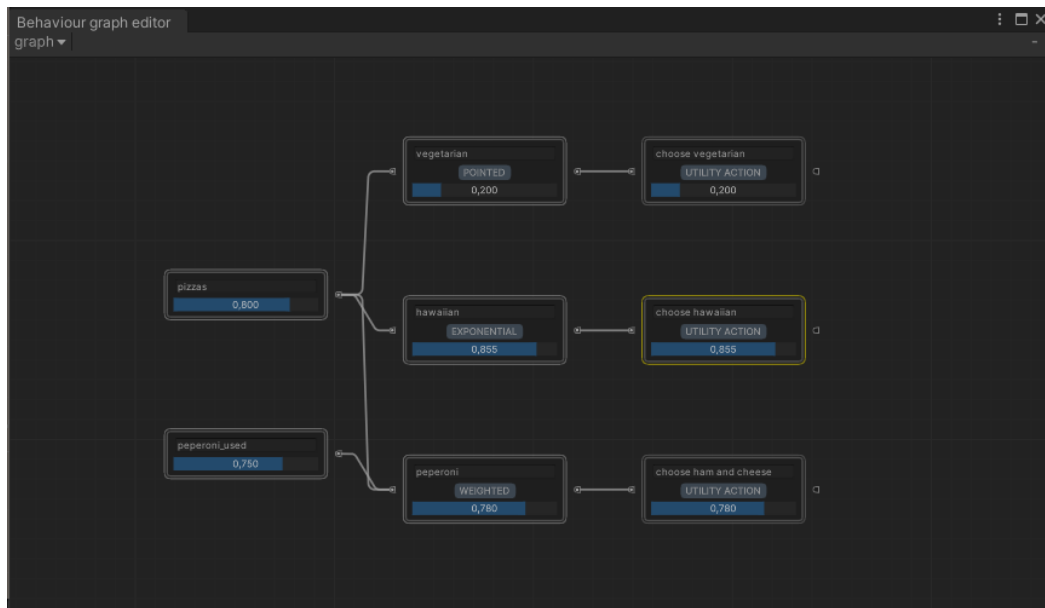 Behaviour graph editor
graph
vegetarian
POINTED
0,200
choose vegetarian
UTILITY ACTION
0,200
pizzas
0,800
hawaiian
EXPONENTIAL
0,855
choose hawaiian
UTILITY ACTION
0,855
peperoni_used
0,750
peperoni
WEIGHTED
0,780
choose ham and cheese
UTILITY ACTION
0,780